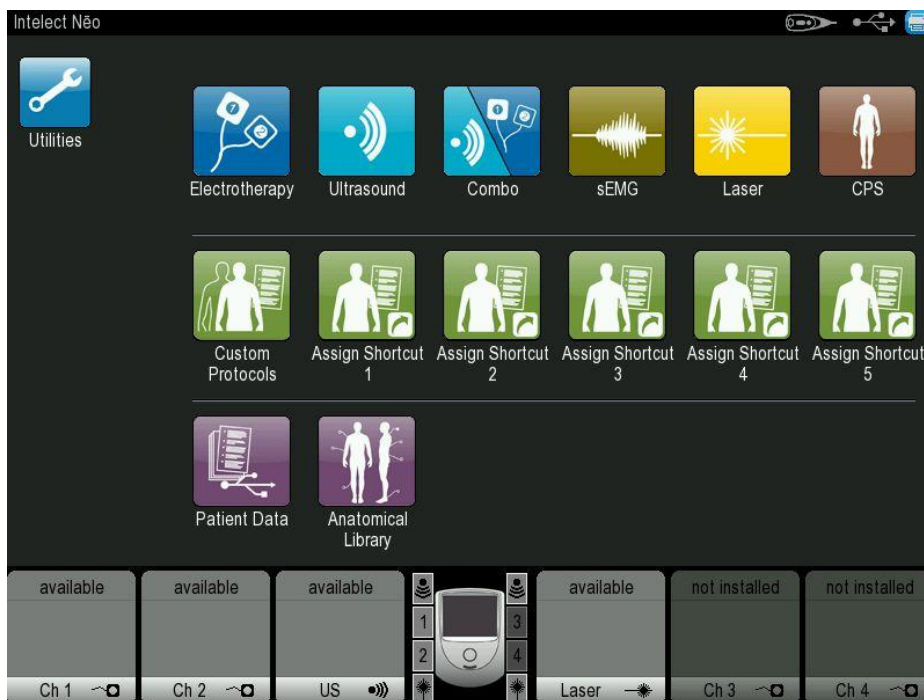 Intelect Nēo
Utilities
Electrotherapy
Ultrasound
Combo
sEMG
Laser
CPS
Custom
Protocols
Assign Shortcut
1
Assign Shortcut
2
Assign Shortcut
3
Assign Shortcut
4
Assign Shortcut
5
Patient Data
Anatomical
Library
available
available
available
available
not installed
not installed
1
2
3
4
Ch 1
Ch 2
US
Laser
Ch 3
Ch 4